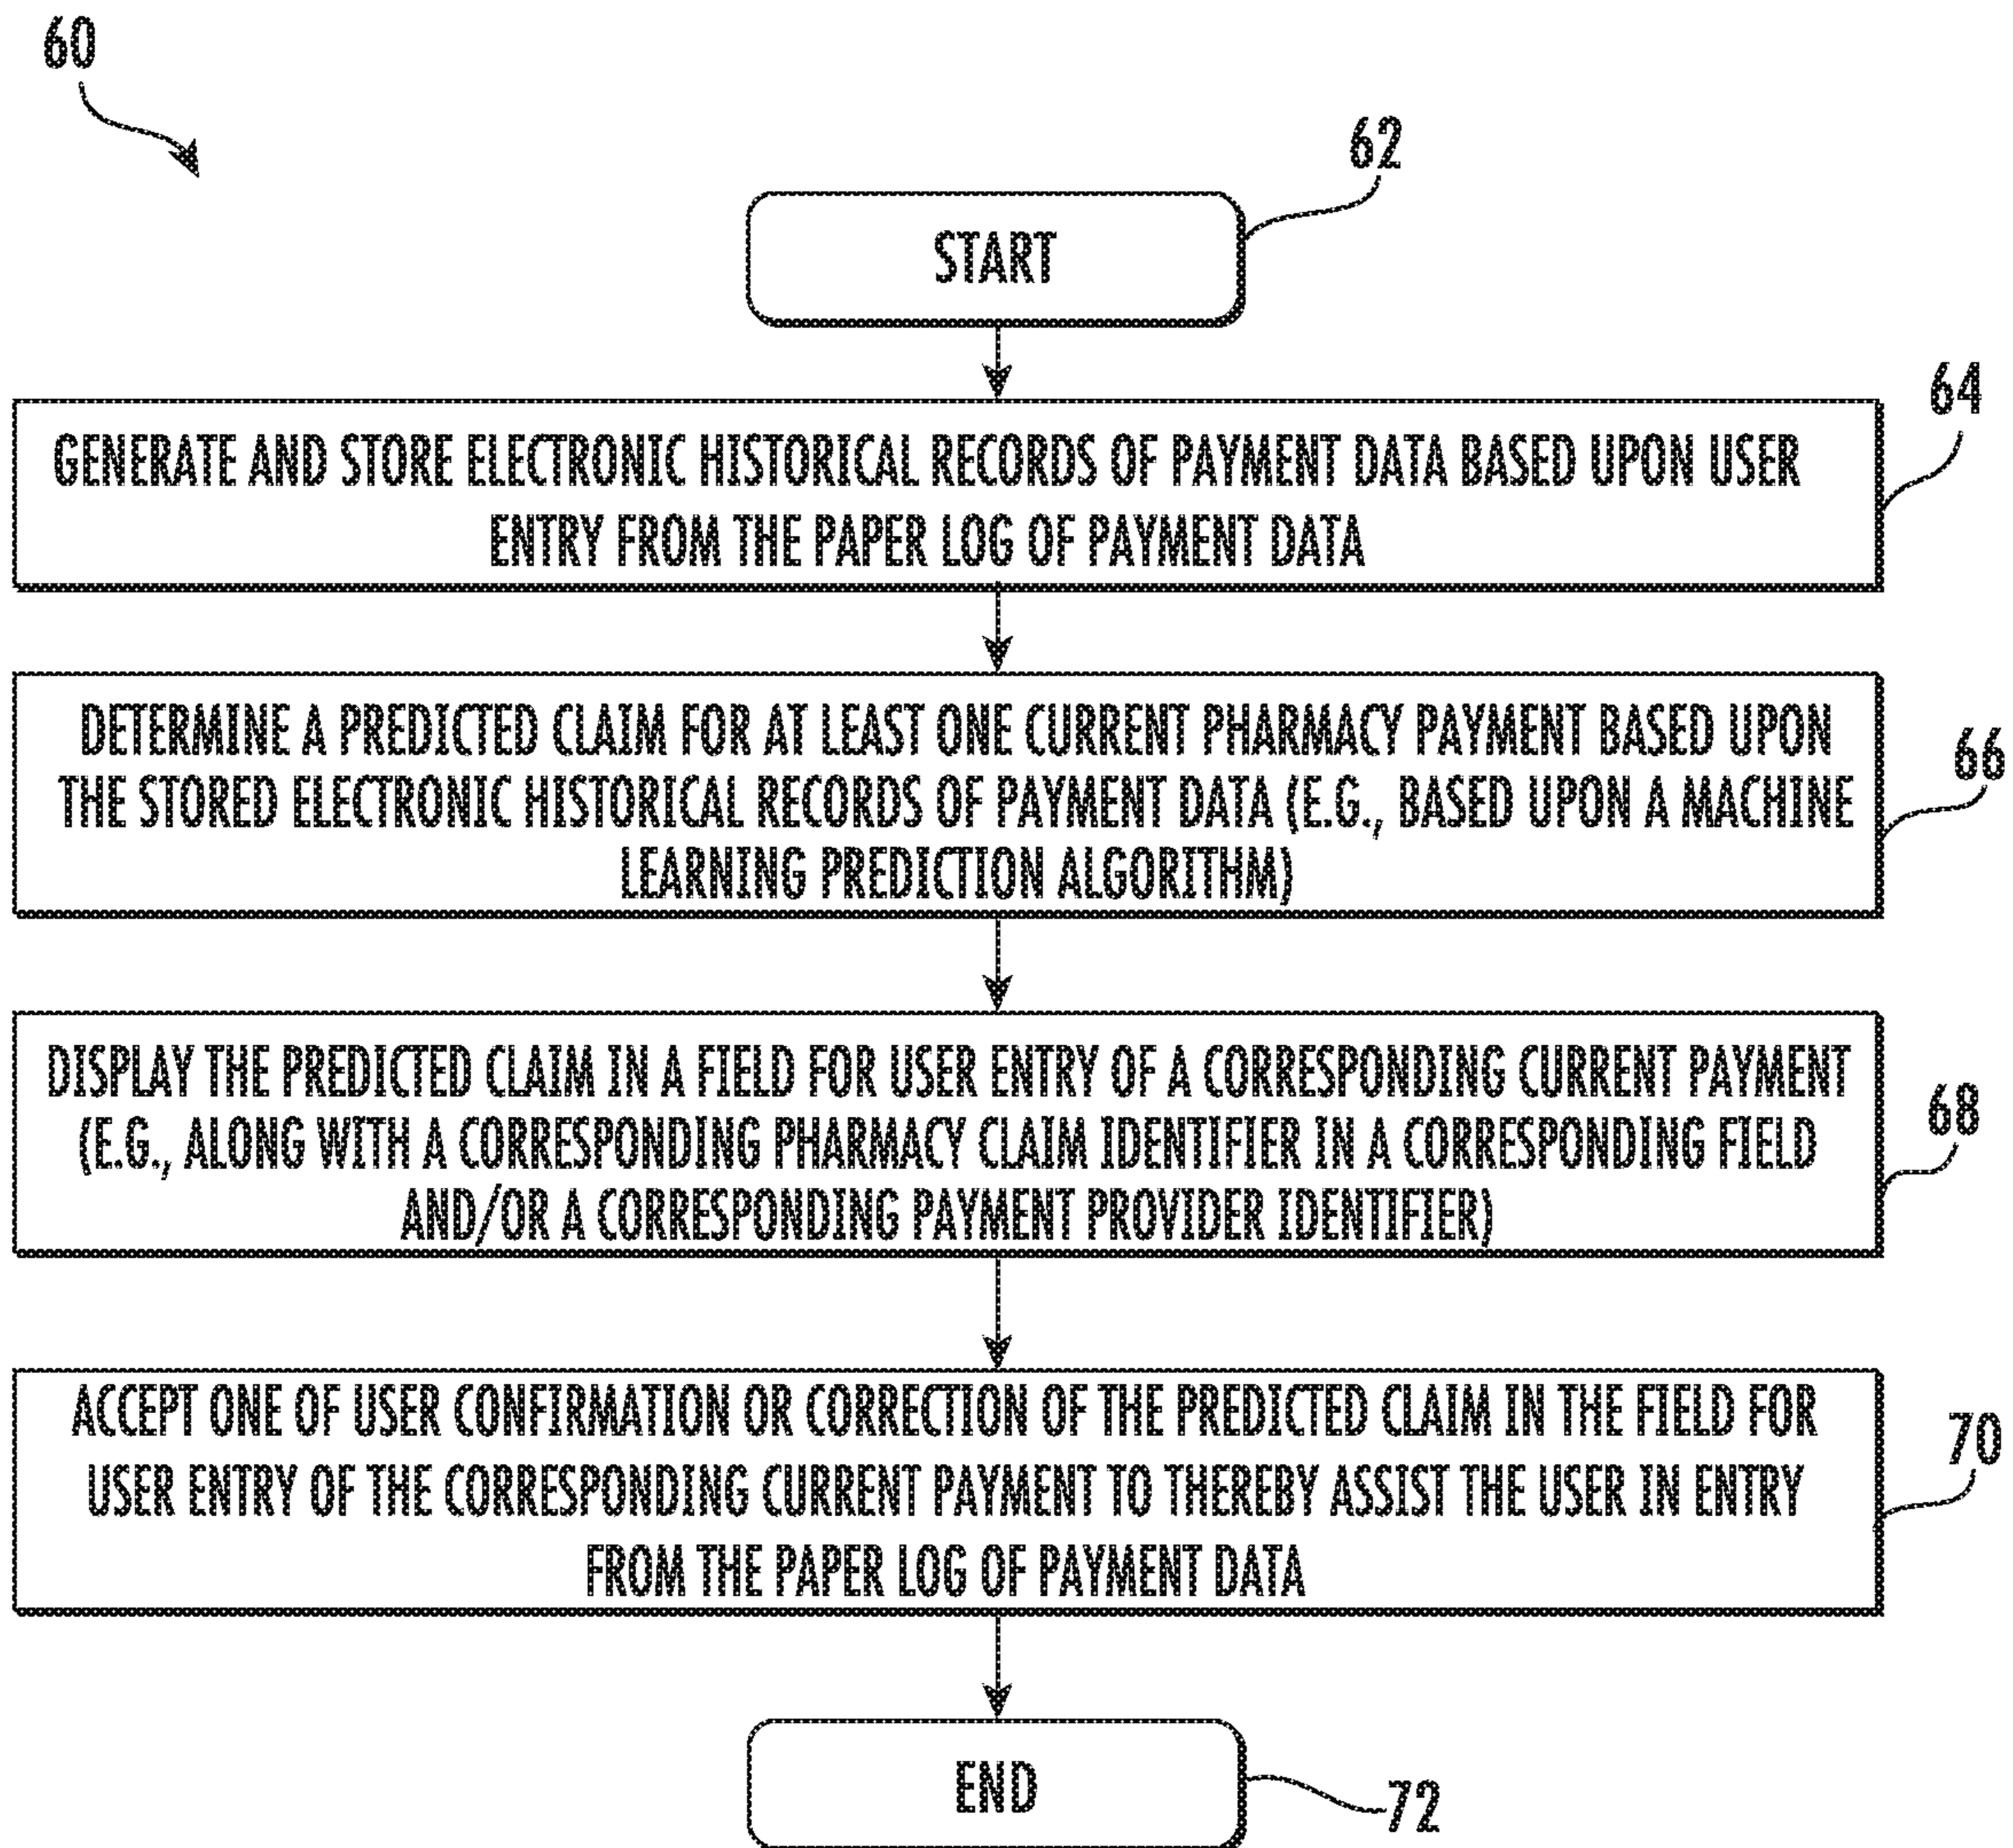 60
62
START
64
GENERATE AND STORE ELECTRONIC HISTORICAL RECORDS OF PAYMENT DATA BASED UPON USER
ENTRY FROM THE PAPER LOG OF PAYMENT DATA
66
DETERMINE A PREDICTED CLAIM FOR AT LEAST ONE CURRENT PHARMACY PAYMENT BASED UPON
THE STORED ELECTRONIC HISTORICAL RECORDS OF PAYMENT DATA (E.G., BASED UPON A MACHINE
LEARNING PREDICTION ALGORITHM)
68
DISPLAY THE PREDICTED CLAIM IN A FIELD FOR USER ENTRY OF A CORRESPONDING CURRENT PAYMENT
(E.G., ALONG WITH A CORRESPONDING PHARMACY CLAIM IDENTIFIER IN A CORRESPONDING FIELD
AND/OR A CORRESPONDING PAYMENT PROVIDER IDENTIFIER)
70
ACCEPT ONE OF USER CONFIRMATION OR CORRECTION OF THE PREDICTED CLAIM IN THE FIELD FOR
USER ENTRY OF THE CORRESPONDING CURRENT PAYMENT TO THEREBY ASSIST THE USER IN ENTRY
FROM THE PAPER LOG OF PAYMENT DATA
END
72